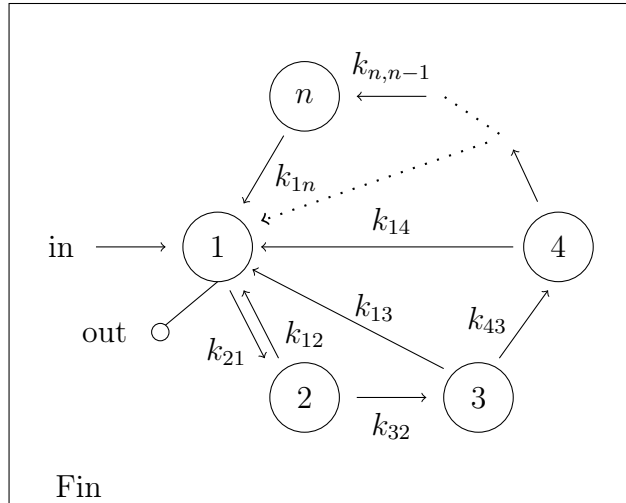 k_{n,n-1}
n
k_{1n}
in
1
k_{14}
4
out
k_{21}
k_{12}
k_{13}
k_{43}
2
k_{32}
3
Fin